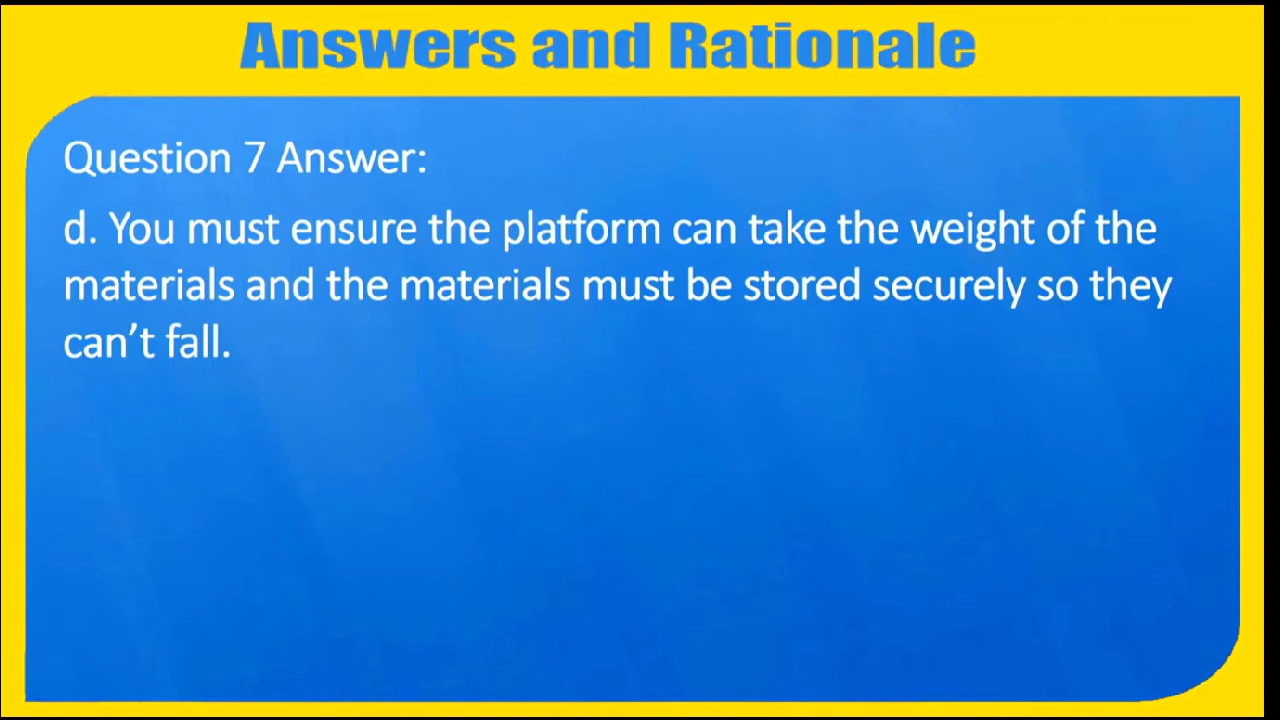 Answers and Rationale
Question 7 Answer:
d. You must ensure the platform can take the weight of the
materials and the materials must be stored securely so they
can’t fall.